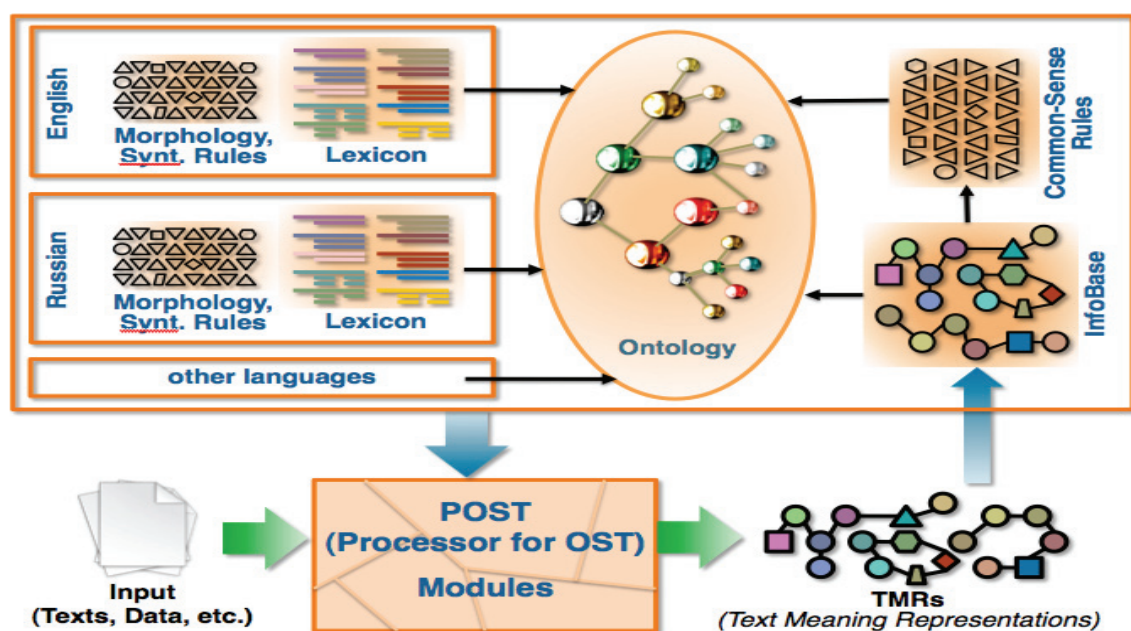 English
Morphology,
Synt. Rules
Lexicon
Russian
Morphology,
Synt. Rules
Lexicon
other languages
Ontology
Common-Sense
Rules
InfoBase
Input
(Texts, Data, etc.)
POST
(Processor for OST)
Modules
TMRs
(Text Meaning Representations)